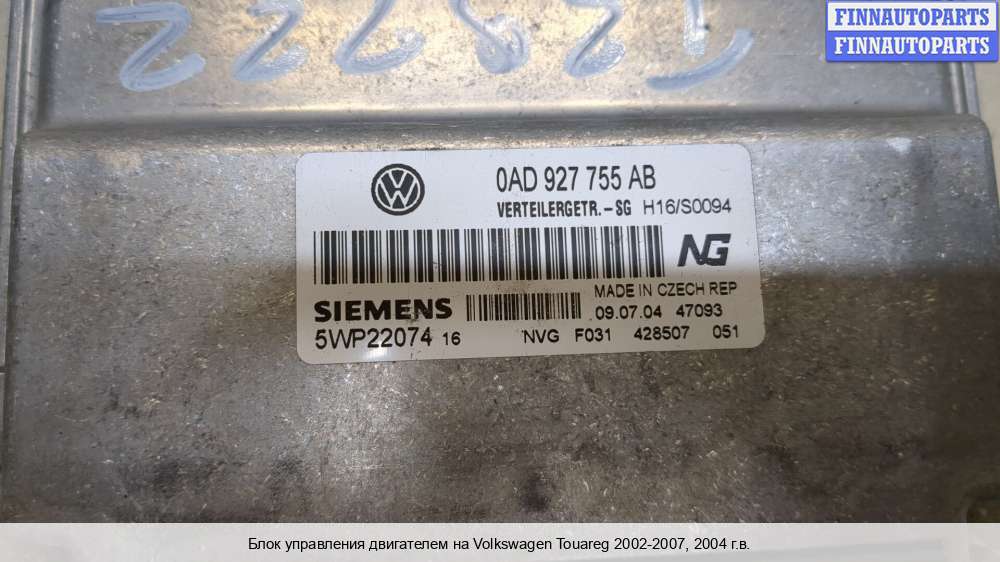 FINNAUTOPARTS
FINNAUTOPARTS
0AD 927 755 AB
VERTEILERGETR.-SG H16/S0094
NG
SIEMENS
MADE IN CZECH REP
09.07.04 47093
5WP22074 16 NVG F031 428507 051
Блок управления двигателем на Volkswagen Touareg 2002-2007, 2004 г.в.